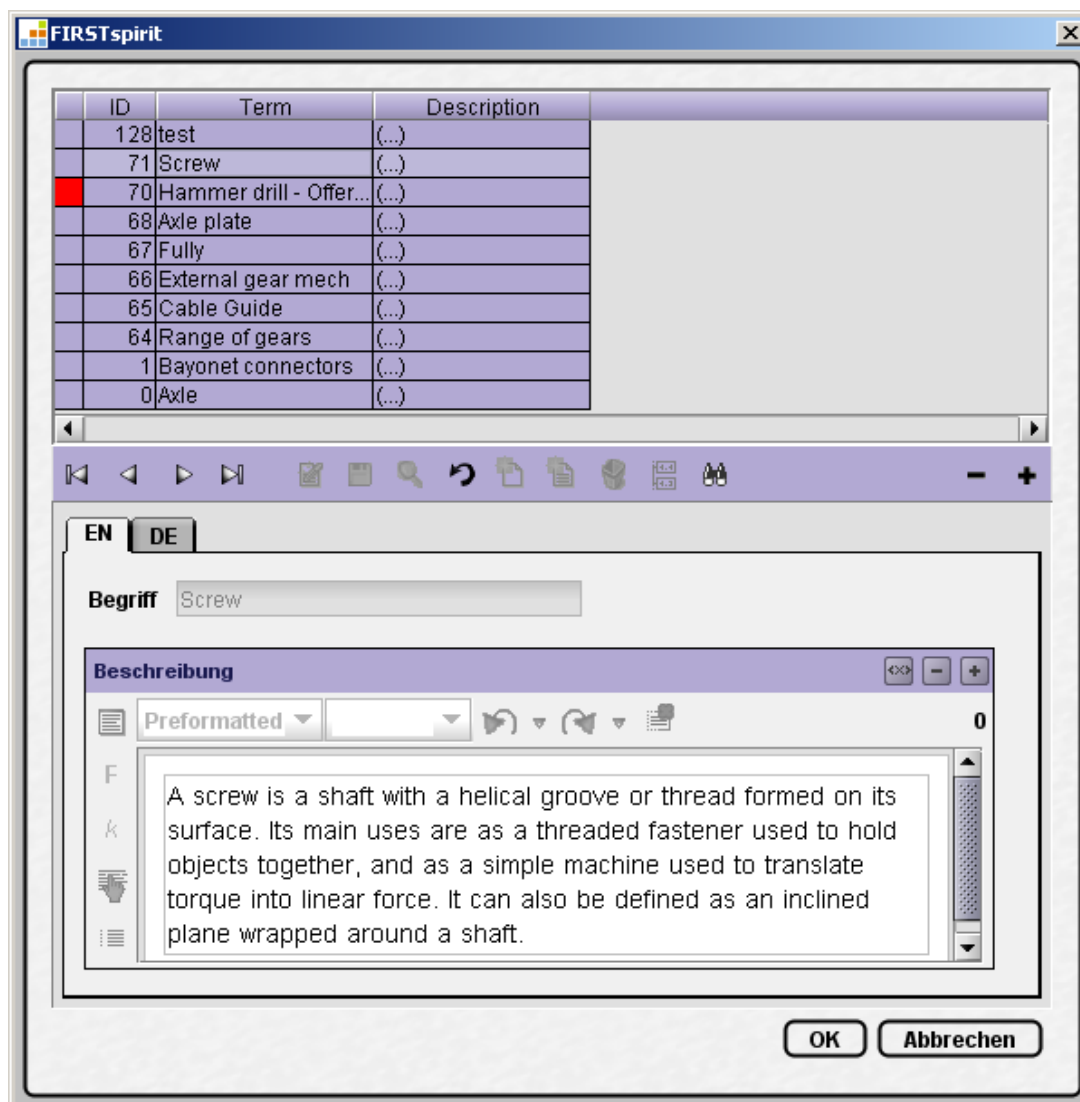 FIRSTspirit
ID Term Description
128 test (...)
71 Screw (...)
70 Hammer drill - Offer... (...)
68 Axle plate (...)
67 Fully (...)
66 External gear mech (...)
65 Cable Guide (...)
64 Range of gears (...)
1 Bayonet connectors (...)
0 Axle (...)
EN DE
Begriff Screw
Beschreibung
Preformatted 0
F
k
A screw is a shaft with a helical groove or thread formed on its
surface. Its main uses are as a threaded fastener used to hold
objects together, and as a simple machine used to translate
torque into linear force. It can also be defined as an inclined
plane wrapped around a shaft.
OK Abbrechen